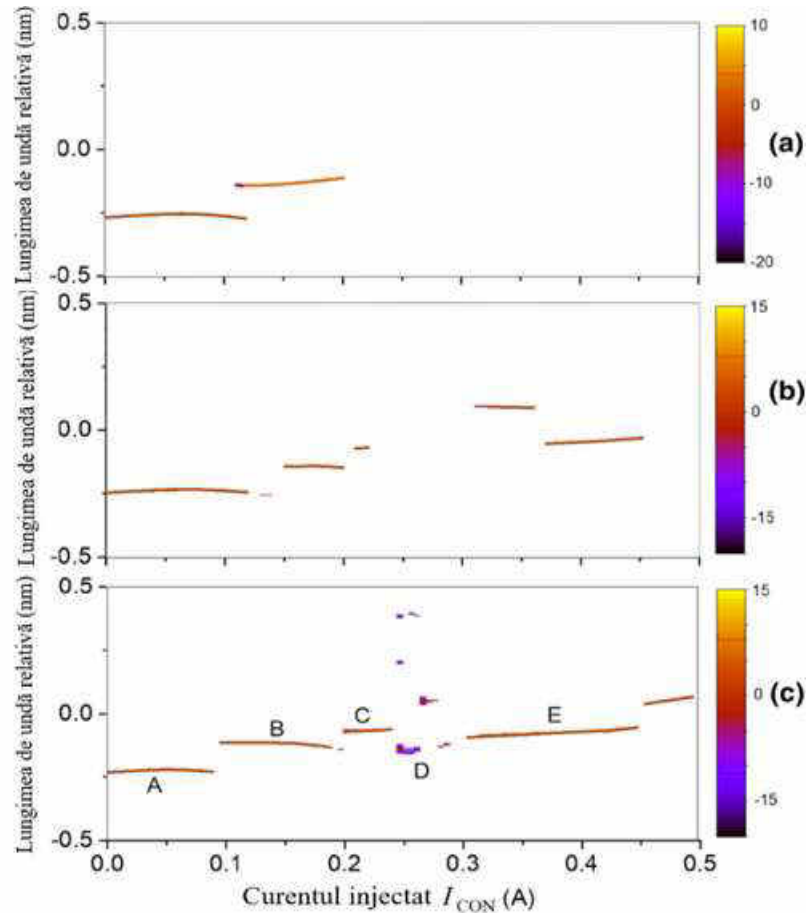 0.5
0.0
-0.5
Lungimea de undă relativă (nm)
10
0
-10
-20
(a)
0.5
0.0
-0.5
Lungimea de undă relativă (nm)
15
0
-15
(b)
0.5
0.0
-0.5
Lungimea de undă relativă (nm)
A
B
C
D
E
15
0
-15
(c)
0.0 0.1 0.2 0.3 0.4 0.5
Curentul injectat I_CON (A)